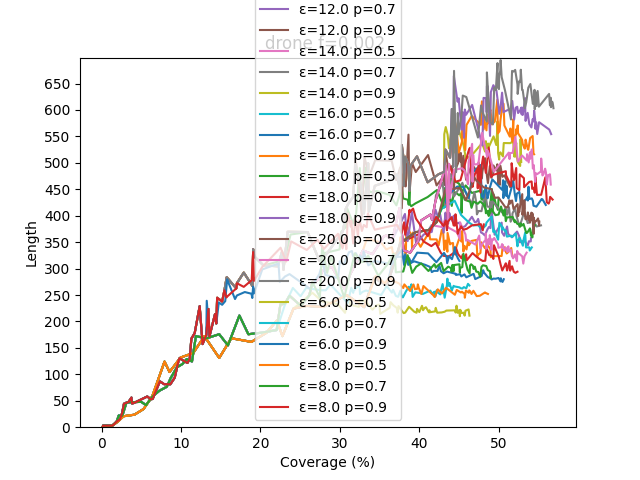 drone f=0.002
ε=12.0 p=0.7
ε=12.0 p=0.9
ε=14.0 p=0.5
ε=14.0 p=0.7
ε=14.0 p=0.9
ε=16.0 p=0.5
ε=16.0 p=0.7
ε=16.0 p=0.9
ε=18.0 p=0.5
ε=18.0 p=0.7
ε=18.0 p=0.9
ε=20.0 p=0.5
ε=20.0 p=0.7
ε=20.0 p=0.9
ε=6.0 p=0.5
ε=6.0 p=0.7
ε=6.0 p=0.9
ε=8.0 p=0.5
ε=8.0 p=0.7
ε=8.0 p=0.9
650
600
550
500
450
400
350
300
250
200
150
100
50
0
Length
0 10 20 30 40 50
Coverage (%)